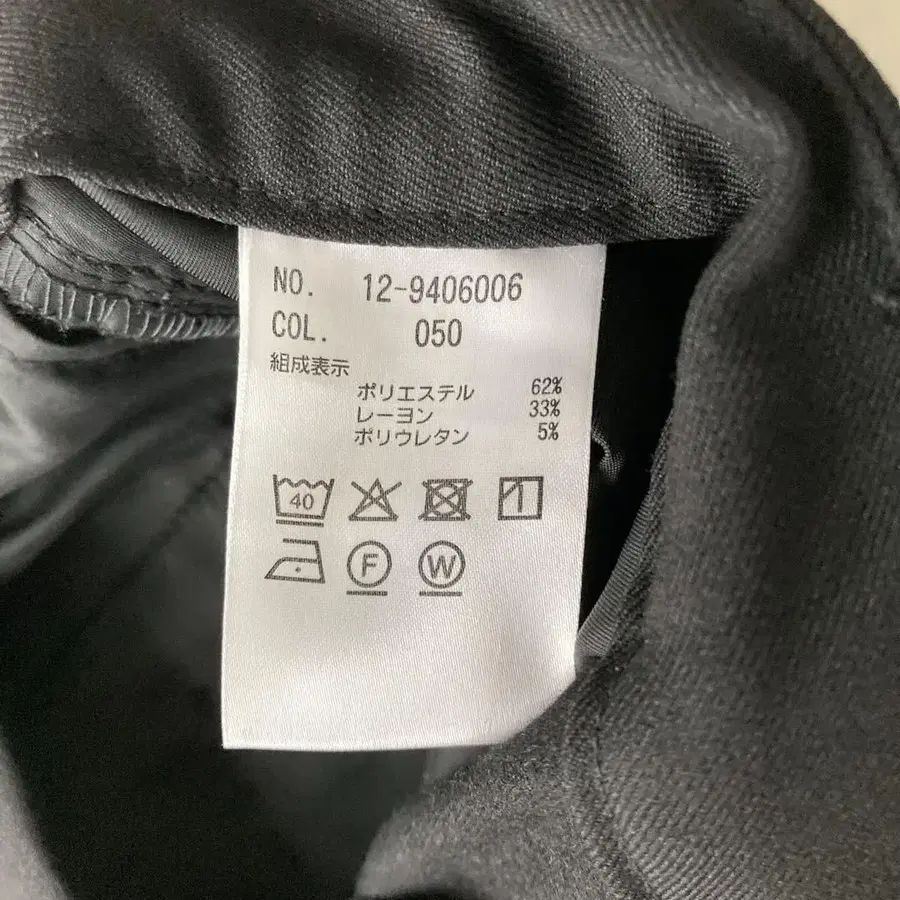 NO. 12-9406006
COL. 050
組成表示
ポリエステル 62%
レーヨン 33%
ポリウレタン 5%
40
F W